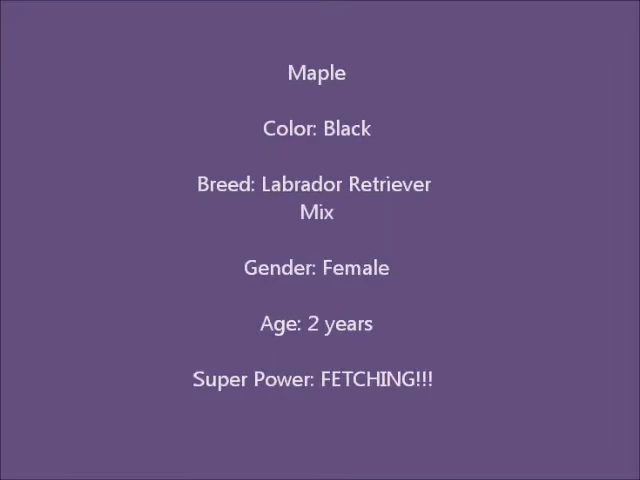 Maple
Color: Black
Breed: Labrador Retriever
Mix
Gender: Female
Age: 2 years
Super Power: FETCHING!!!